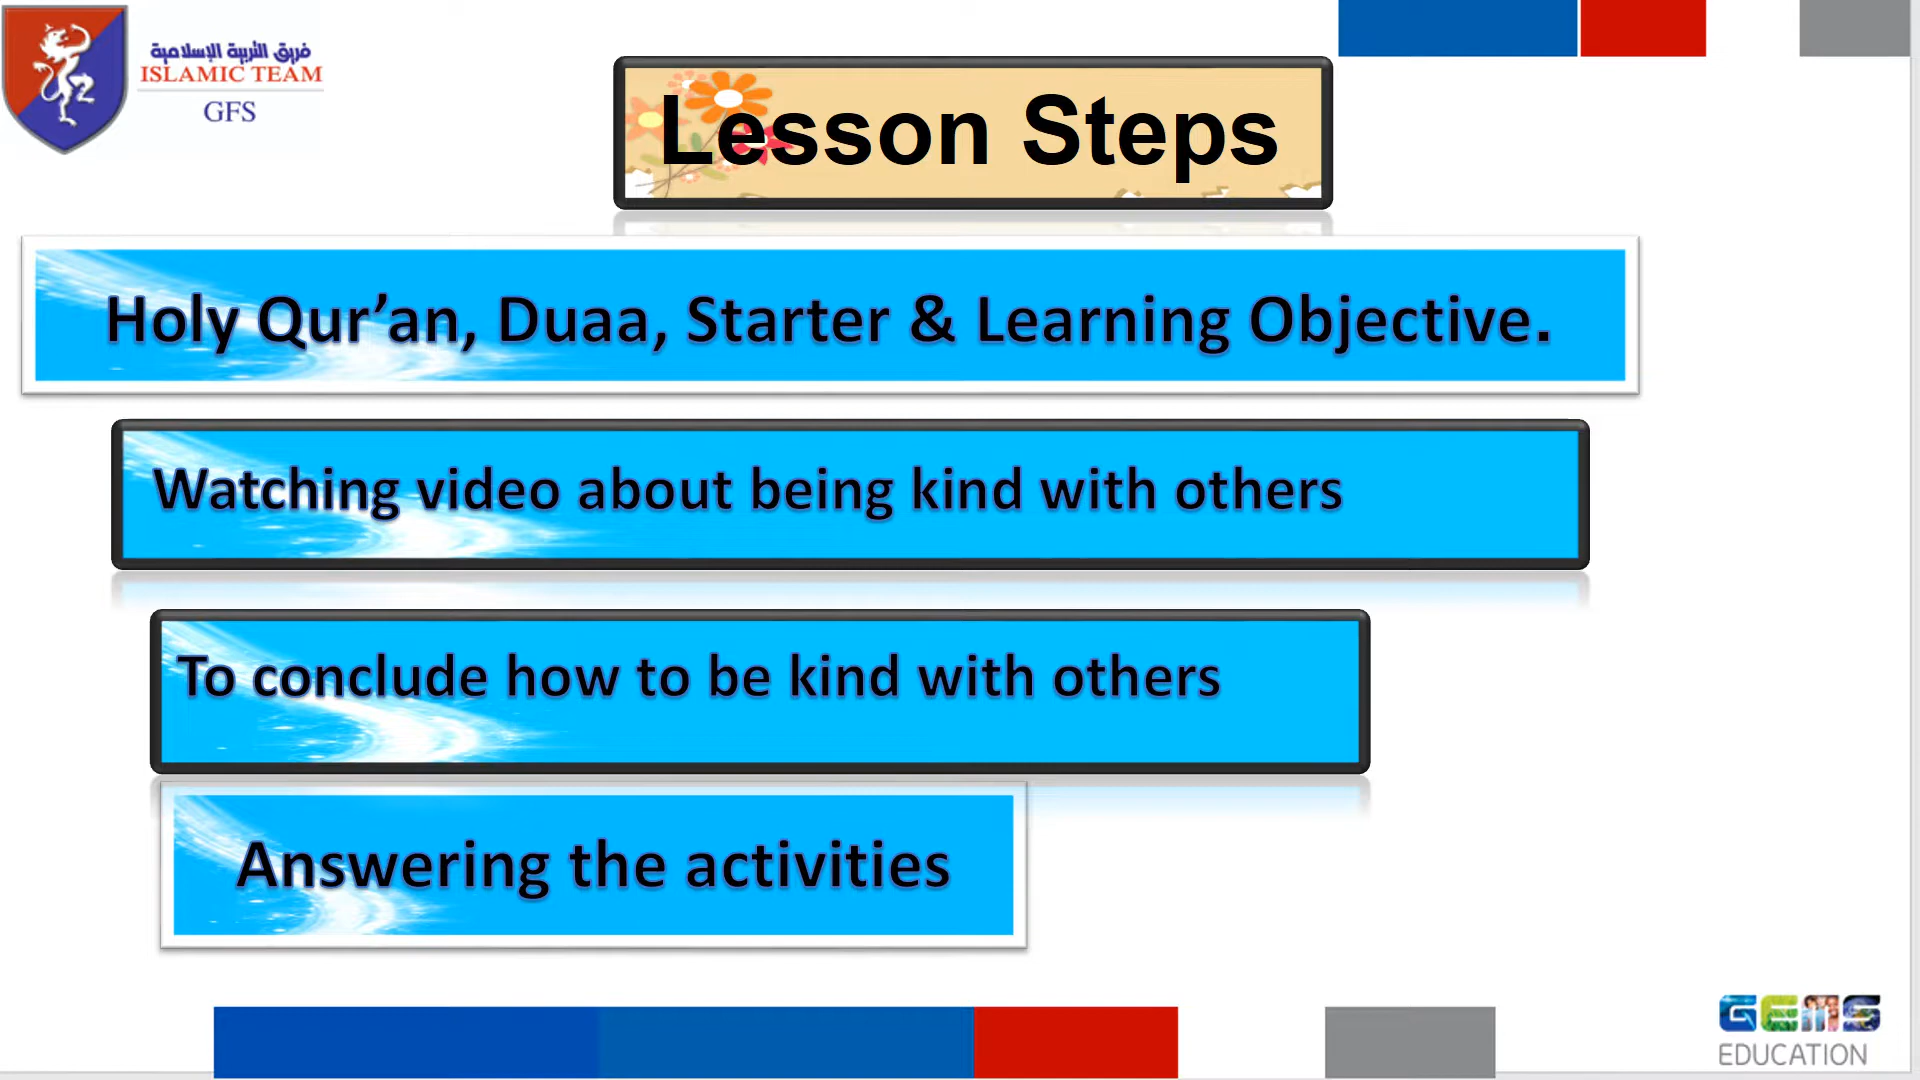 فريق التربية الإسلامية
ISLAMIC TEAM
GFS
Lesson Steps
Holy Qur’an, Duaa, Starter & Learning Objective.
Watching video about being kind with others
To conclude how to be kind with others
Answering the activities
GEMS
EDUCATION